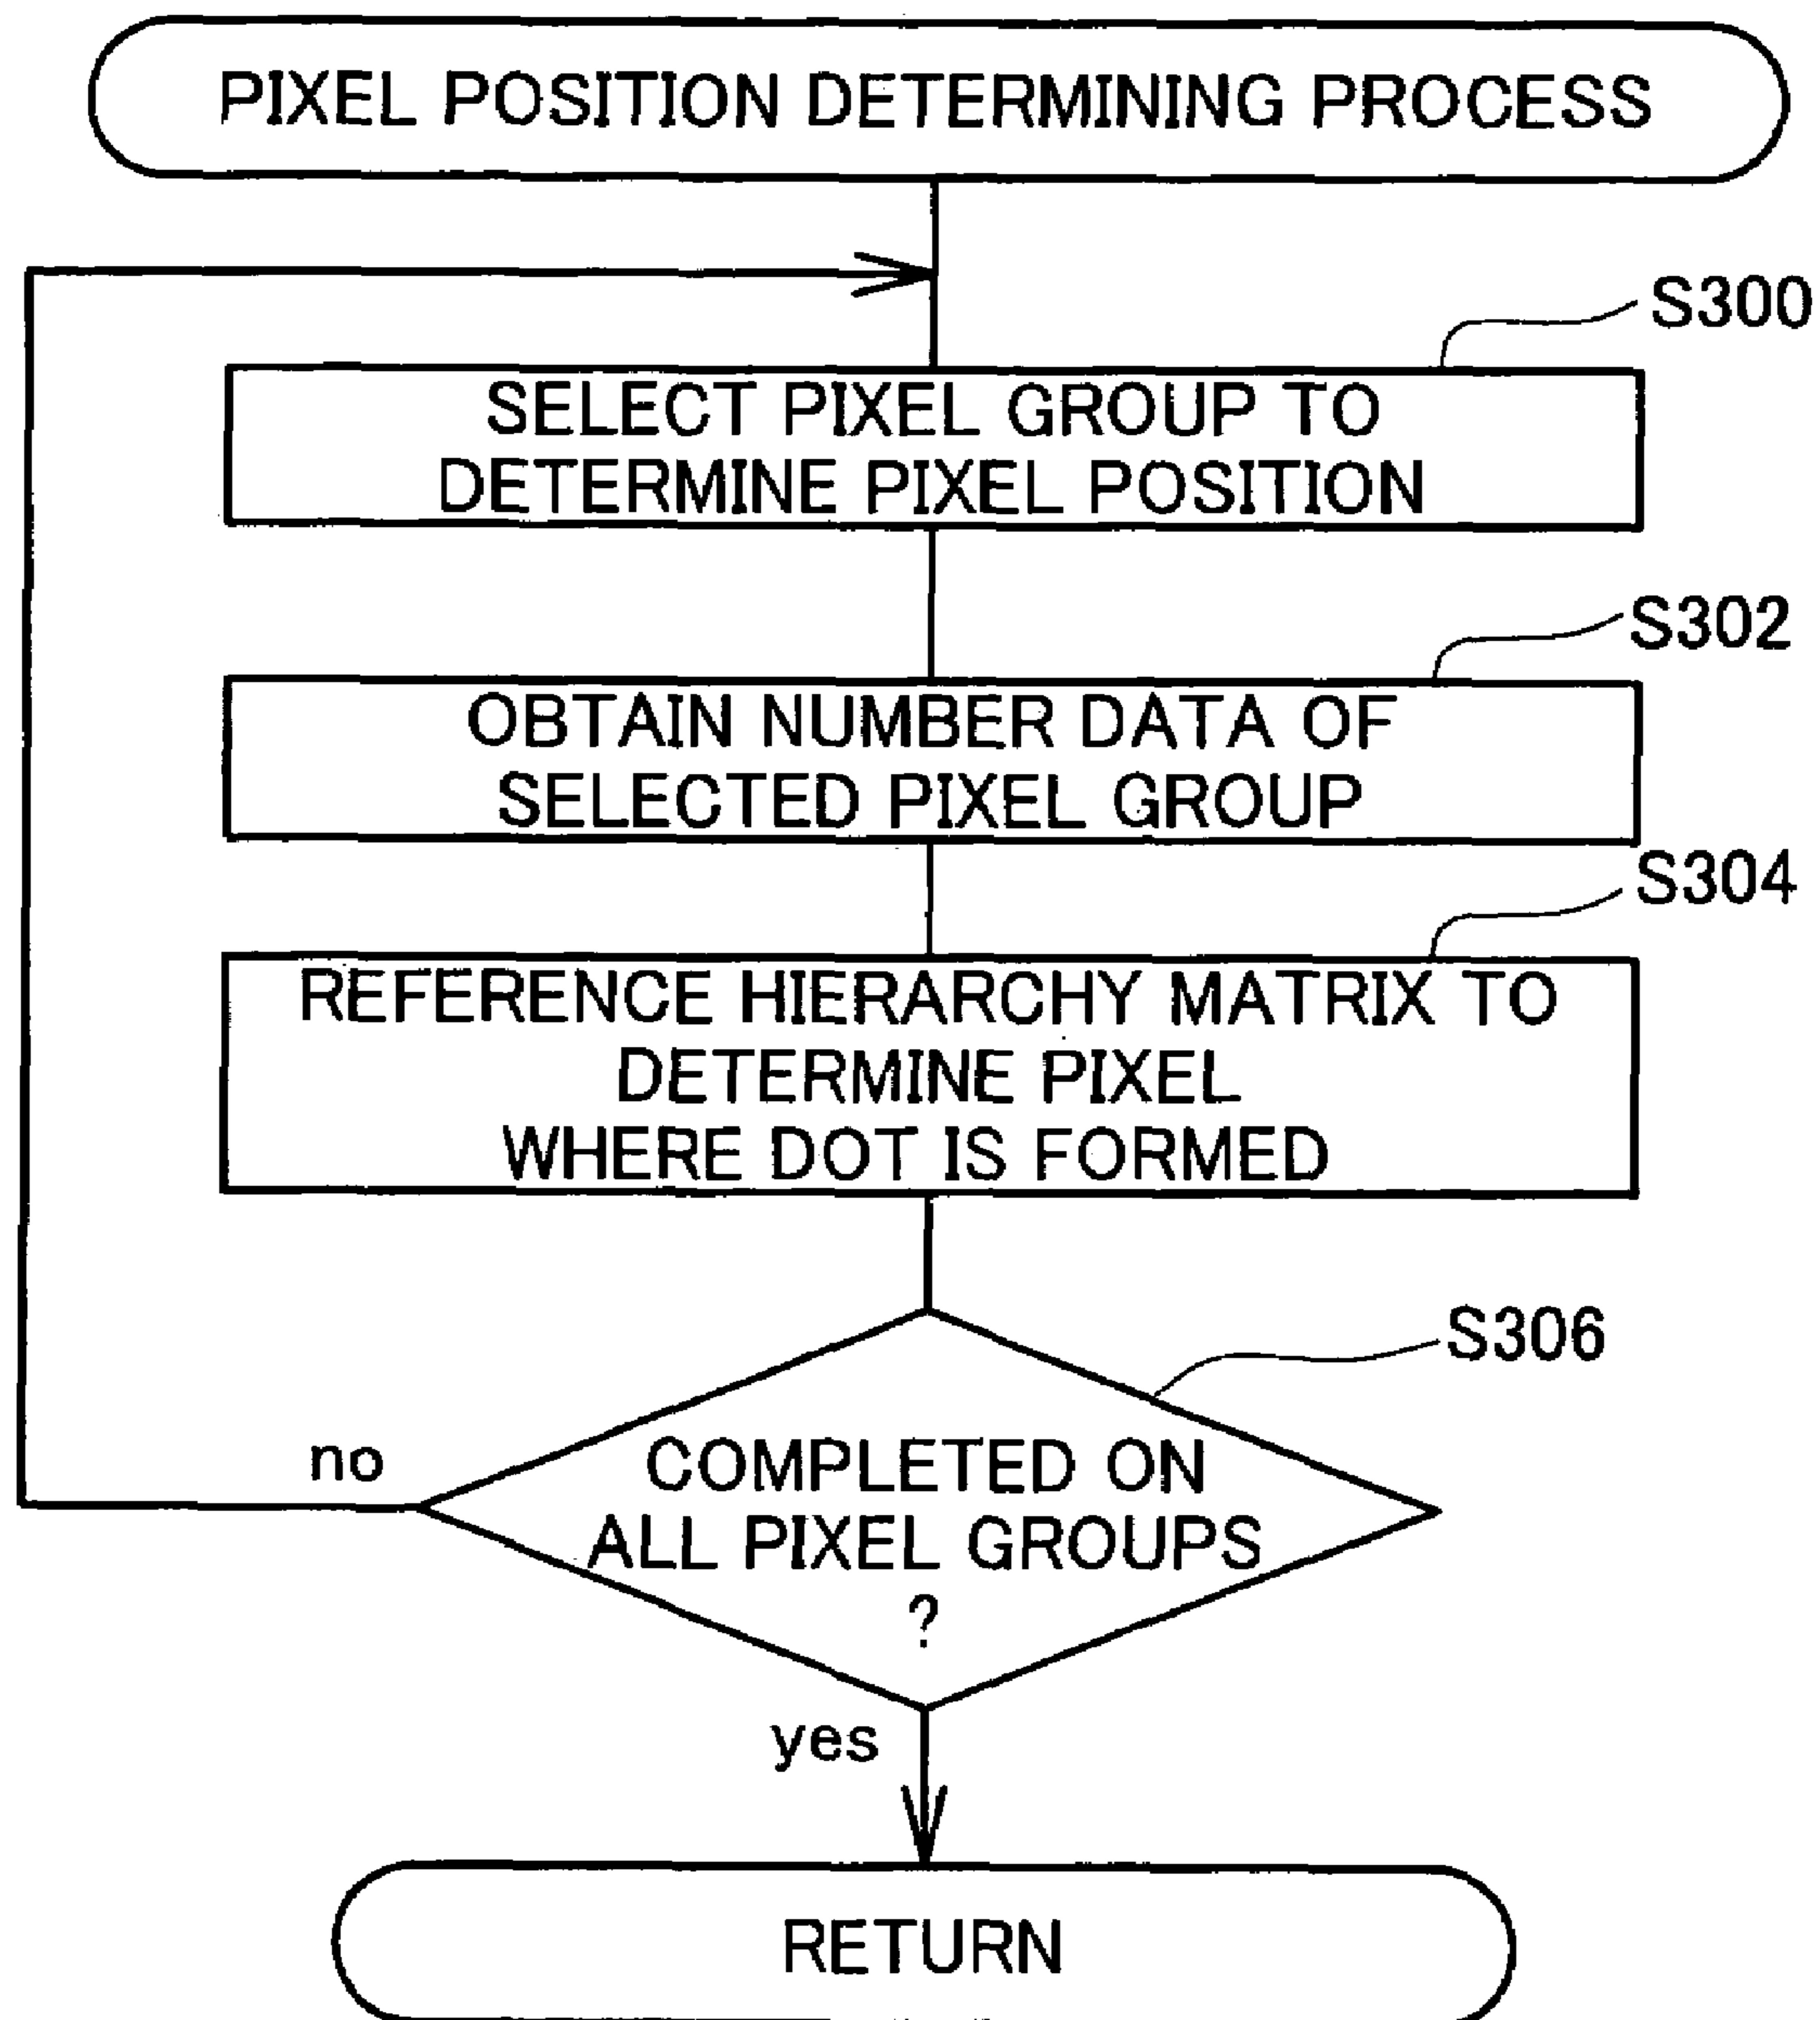 PIXEL POSITION DETERMINING PROCESS
S300
SELECT PIXEL GROUP TO
DETERMINE PIXEL POSITION
S302
OBTAIN NUMBER DATA OF
SELECTED PIXEL GROUP
S304
REFERENCE HIERARCHY MATRIX TO
DETERMINE PIXEL
WHERE DOT IS FORMED
S306
no
COMPLETED ON
ALL PIXEL GROUPS
?
yes
RETURN